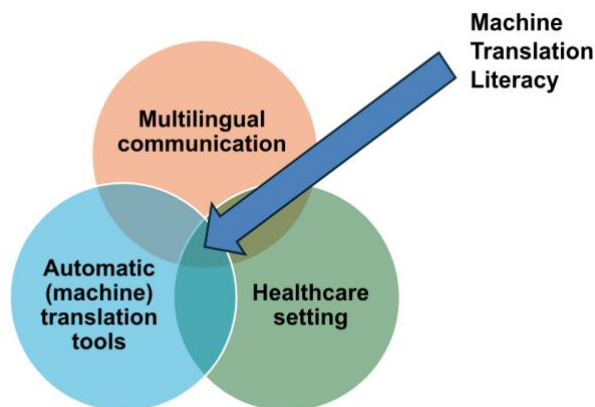 Machine
Translation
Literacy
Multilingual
communication
Automatic
(machine)
translation
tools
Healthcare
setting